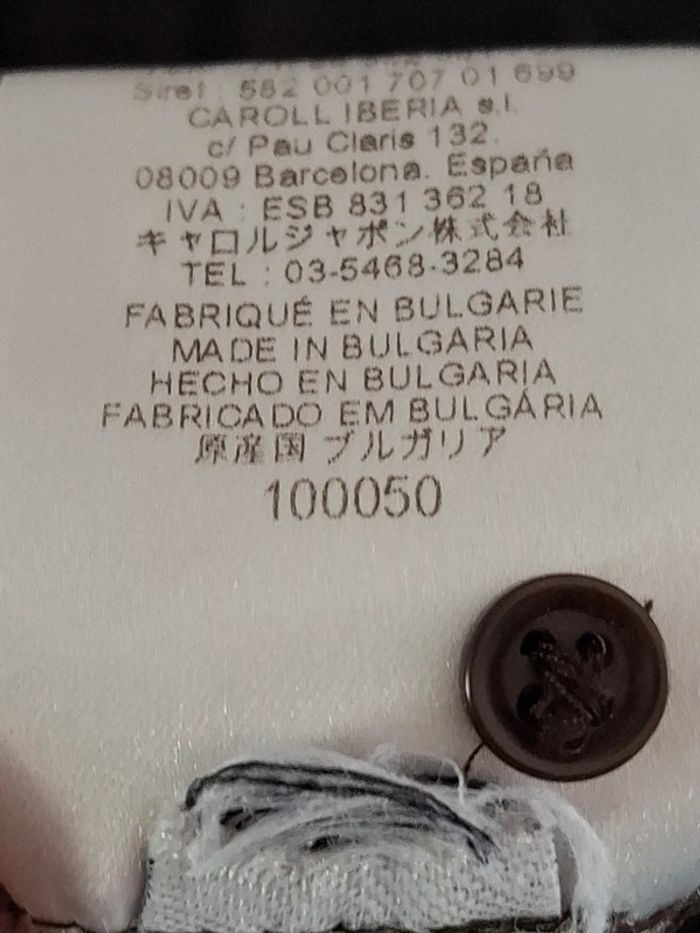 Siret : 582 001 707 01 699
CAROLL IBERIA s.l.
c/ Pau Claris 132.
08009 Barcelona. España
IVA : ESB 831 362 18
キャロルジャポン株式会社
TEL : 03-5468-3284
FABRIQUÉ EN BULGARIE
MADE IN BULGARIA
HECHO EN BULGARIA
FABRICADO EM BULGÁRIA
原産国 ブルガリア
100050